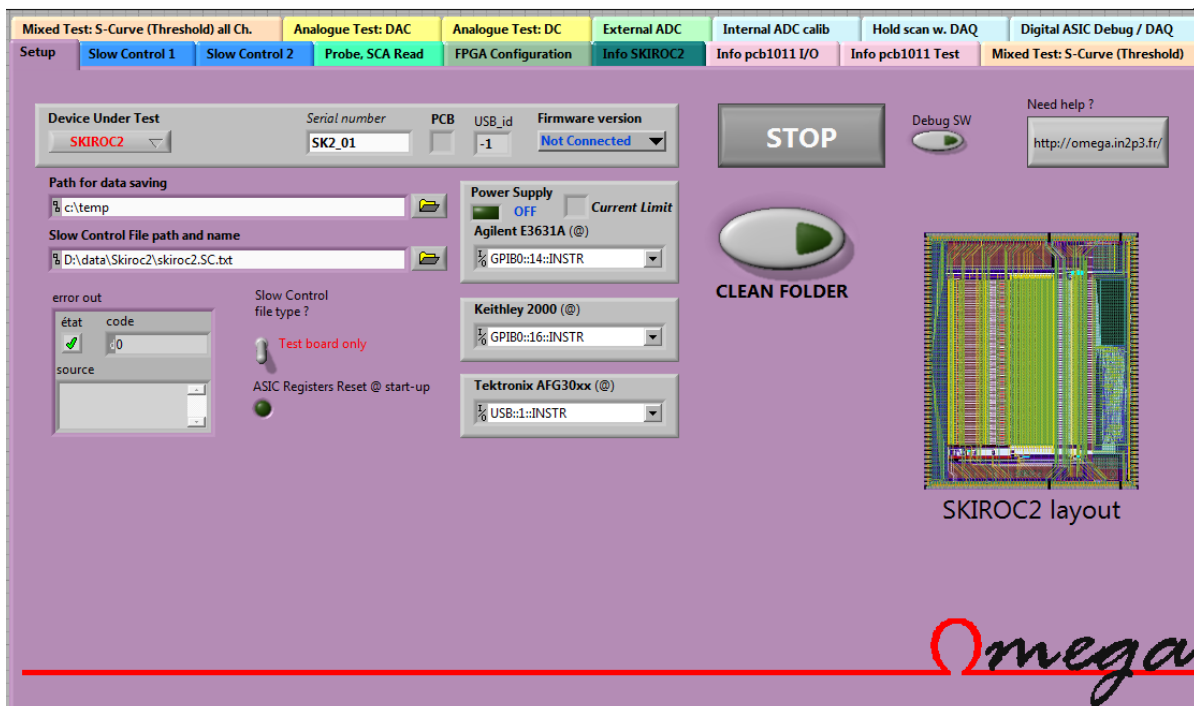 Mixed Test: S-Curve (Threshold) all Ch.
Analogue Test: DAC
Analogue Test: DC
External ADC
Internal ADC calib
Hold scan w. DAQ
Digital ASIC Debug / DAQ
Setup
Slow Control 1
Slow Control 2
Probe, SCA Read
FPGA Configuration
Info SKIROC2
Info pcb1011 I/O
Info pcb1011 Test
Mixed Test: S-Curve (Threshold)
Device Under Test
SKIROC2
Serial number
SK2_01
PCB
USB_id
-1
Firmware version
Not Connected
STOP
Debug SW
Need help ?
http://omega.in2p3.fr/
Path for data saving
c:\temp
Slow Control File path and name
D:\data\Skiroc2\skiroc2.SC.txt
Power Supply
OFF
Current Limit
Agilent E3631A (@)
GPIB0::14::INSTR
CLEAN FOLDER
error out
état
code
d0
source
Slow Control
file type ?
Test board only
ASIC Registers Reset @ start-up
Keithley 2000 (@)
GPIB0::16::INSTR
Tektronix AFG30xx (@)
USB::1::INSTR
SKIROC2 layout
Omega